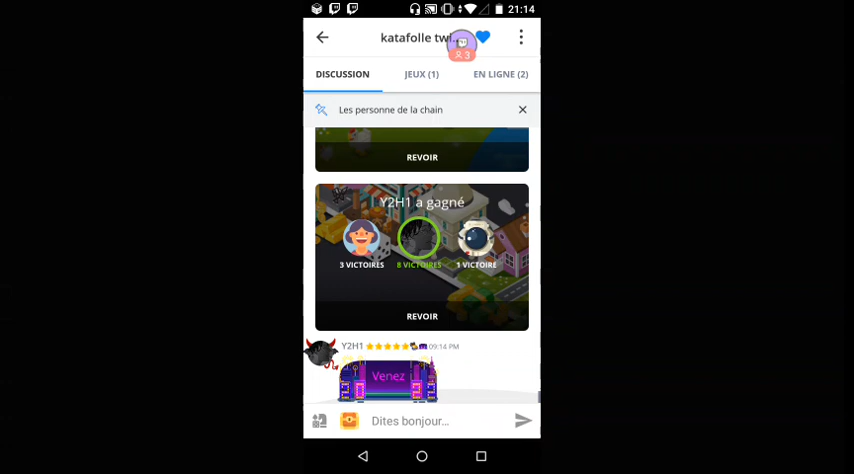 21:14
katafolle twi...
3
DISCUSSION
JEUX (1)
EN LIGNE (2)
Les personne de la chain
REVOIR
Y2H1 a gagné
3 VICTOIRES
8 VICTOIRES
1 VICTOIRE
REVOIR
Y2H1
09:14 PM
Venez
Dites bonjour...